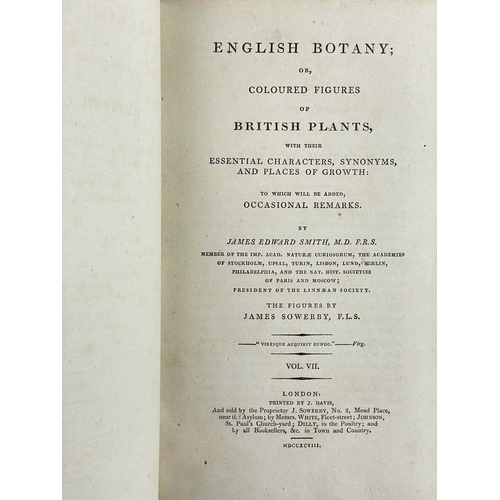 ENGLISH BOTANY;
OR,
COLOURED FIGURES
OF
BRITISH PLANTS,
WITH THEIR
ESSENTIAL CHARACTERS, SYNONYMS,
AND PLACES OF GROWTH:
TO WHICH WILL BE ADDED,
OCCASIONAL REMARKS.
BY
JAMES EDWARD SMITH, M.D. F.R.S.
MEMBER OF THE IMP. ACAD. NATURÆ CURIOSORUM, THE ACADEMIES
OF STOCKHOLM, UPSAL, TURIN, LISBON, LUND, BERLIN,
PHILADELPHIA, AND THE NAT. HIST. SOCIETIES
OF PARIS AND MOSCOW;
PRESIDENT OF THE LINNÆAN SOCIETY.
THE FIGURES BY
JAMES SOWERBY, F.L.S.
——"VIRESQUE ACQUIRIT EUNDO."——Virg.
VOL. VII.
LONDON:
PRINTED BY J. DAVIS,
And sold by the Proprietor J. SOWERBY, No. 2, Mead Place,
near the Asylum; by Messrs. WHITE, Fleet-street; JOHNSON,
St. Paul's Church-yard; DILLY, in the Poultry; and
by all Booksellers, &c. in Town and Country.
MDCCXCVIII.